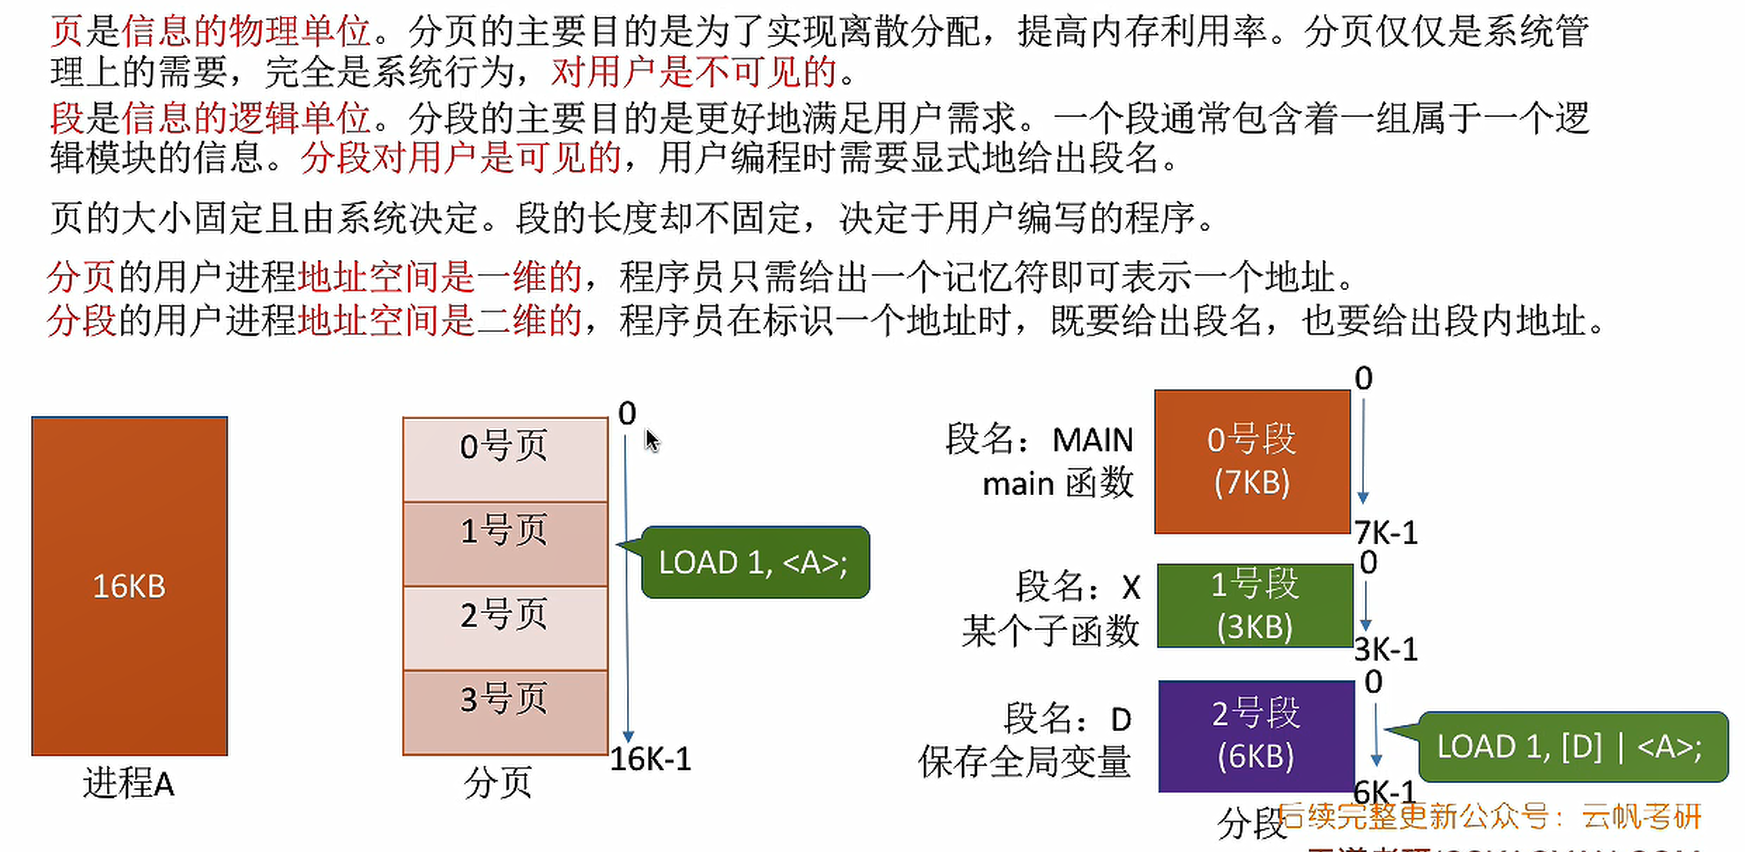 页是信息的物理单位。分页的主要目的是为了实现离散分配，提高内存利用率。分页仅仅是系统管
理上的需要，完全是系统行为，对用户是不可见的。
段是信息的逻辑单位。分段的主要目的是更好地满足用户需求。一个段通常包含着一组属于一个逻
辑模块的信息。分段对用户是可见的，用户编程时需要显式地给出段名。
页的大小固定且由系统决定。段的长度却不固定，决定于用户编写的程序。
分页的用户进程地址空间是一维的，程序员只需给出一个记忆符即可表示一个地址。
分段的用户进程地址空间是二维的，程序员在标识一个地址时，既要给出段名，也要给出段内地址。
16KB
进程A
0
0号页
1号页
2号页
3号页
16K-1
LOAD 1, <A>;
分页
段名：MAIN
main 函数
0号段
(7KB)
0
7K-1
段名：X
某个子函数
1号段
(3KB)
0
3K-1
段名：D
保存全局变量
2号段
(6KB)
0
6K-1
LOAD 1, [D] | <A>;
分段
后续完整更新公众号：云帆考研